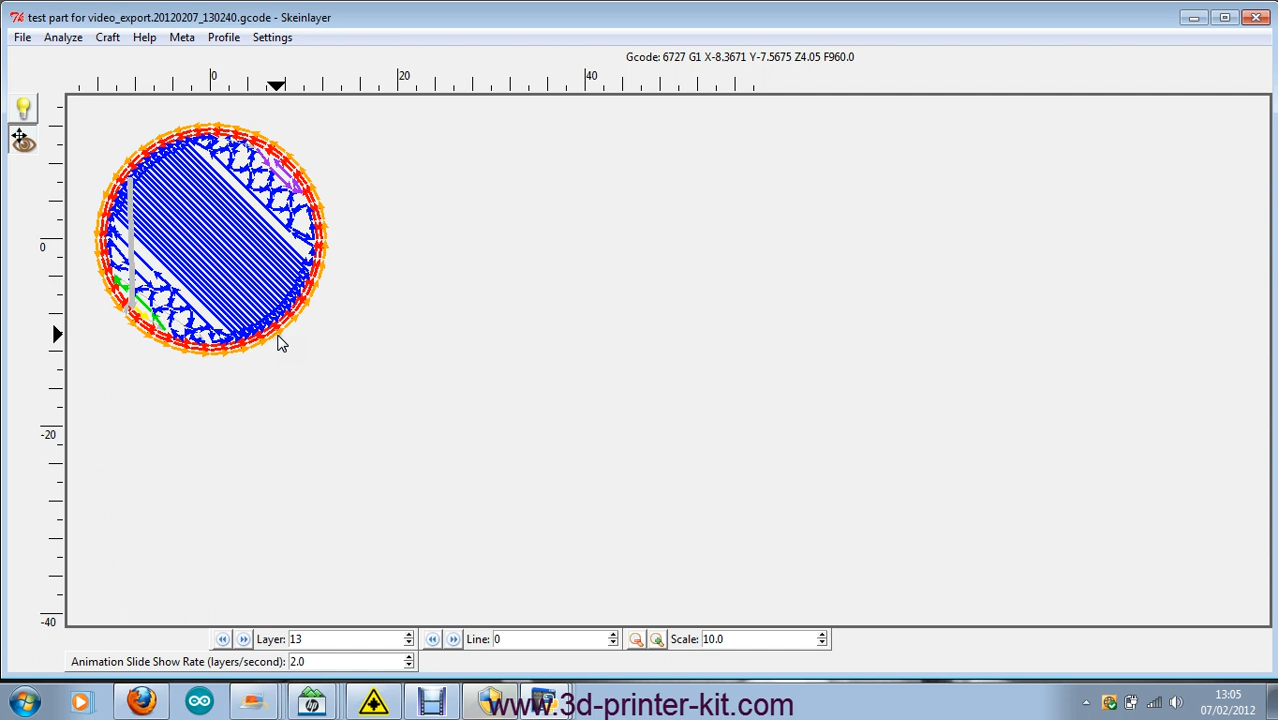 test part for video_export.20120207_130240.gcode - Skeinlayer
File Analyze Craft Help Meta Profile Settings
Gcode: 6727 G1 X-8.3671 Y-7.5675 Z4.05 F960.0
0 20 40
0
-20
-40
Layer: 13 Line: 0 Scale: 10.0
Animation Slide Show Rate (layers/second): 2.0
hp
www.3d-printer-kit.com
13:05
07/02/2012